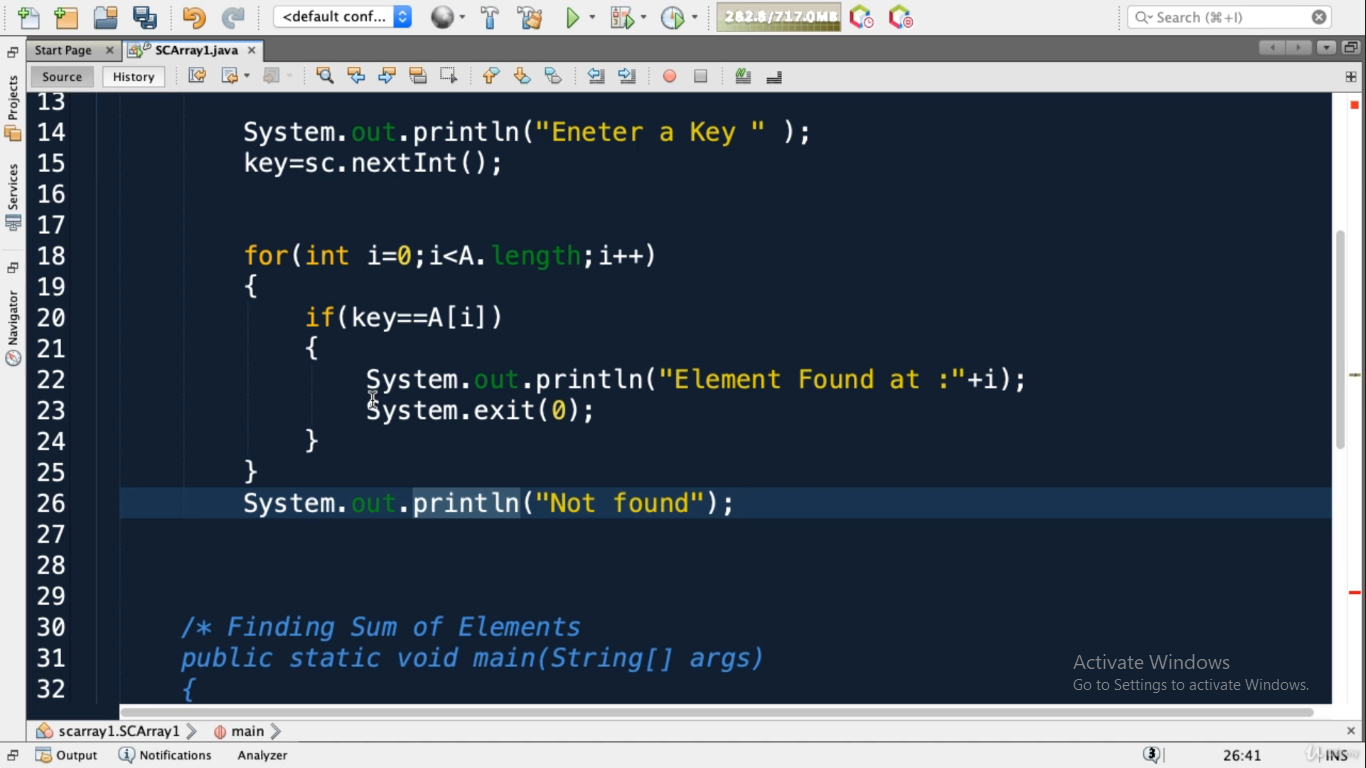 <default conf...
282.8/717.0MB
Search (⌘+I)
Start Page
SCArray1.java
Source
History
Projects
Services
Navigator
13
14 System.out.println("Eneter a Key " );
15 key=sc.nextInt();
16
17
18 for(int i=0;i<A.length;i++)
19 {
20 if(key==A[i])
21 {
22 System.out.println("Element Found at :"+i);
23 System.exit(0);
24 }
25 }
26 System.out.println("Not found");
27
28
29
30 /* Finding Sum of Elements
31 public static void main(String[] args)
32 {
Activate Windows
Go to Settings to activate Windows.
scarray1.SCArray1
main
Output
Notifications
Analyzer
3
26:41
INS